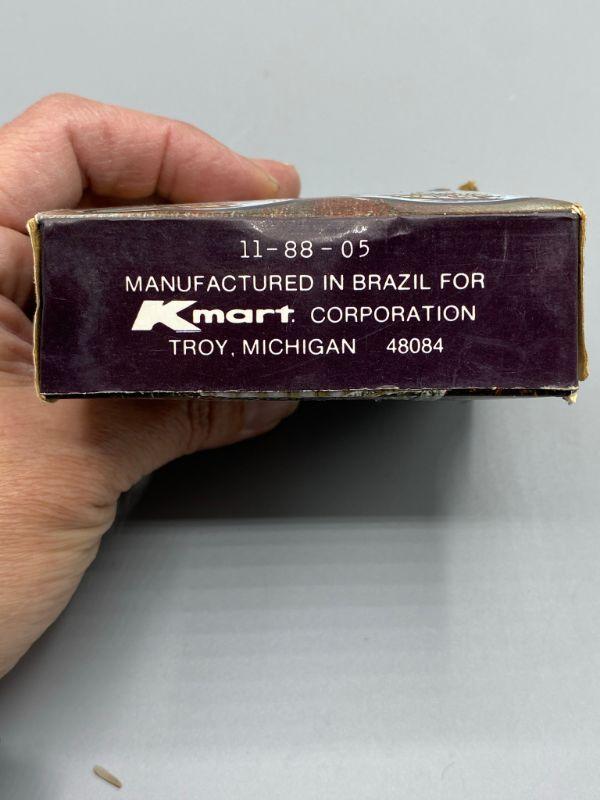 11-88-05
MANUFACTURED IN BRAZIL FOR
Kmart. CORPORATION
TROY, MICHIGAN 48084